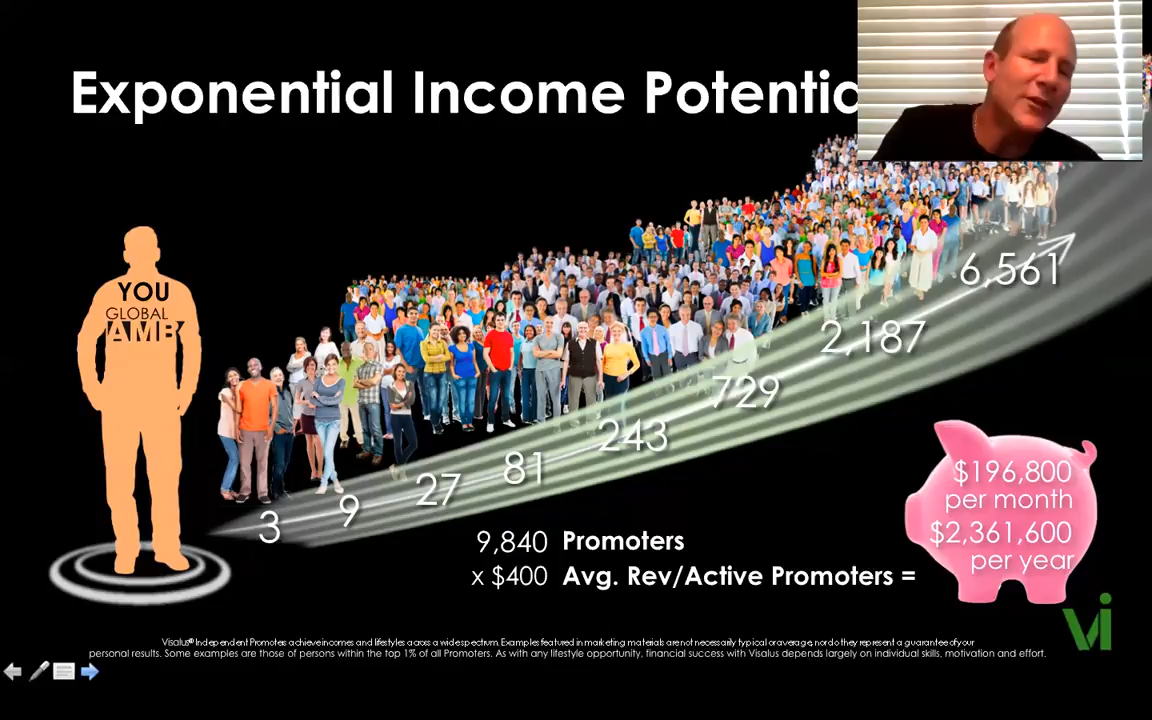 Exponential Income Potentia
YOU
GLOBAL
AMB
3
9
27
81
243
729
2,187
6,561
9,840 Promoters
x $400 Avg. Rev/Active Promoters =
$196,800
per month
$2,361,600
per year
vi
Visalus® Independent Promoters achieve incomes and lifestyles across a wide spectrum. Examples featured in marketing materials are not necessarily typical or average, nor do they represent a guarantee of your
personal results. Some examples are those of persons within the top 1% of all Promoters. As with any lifestyle opportunity, financial success with Visalus depends largely on individual skills, motivation and effort.